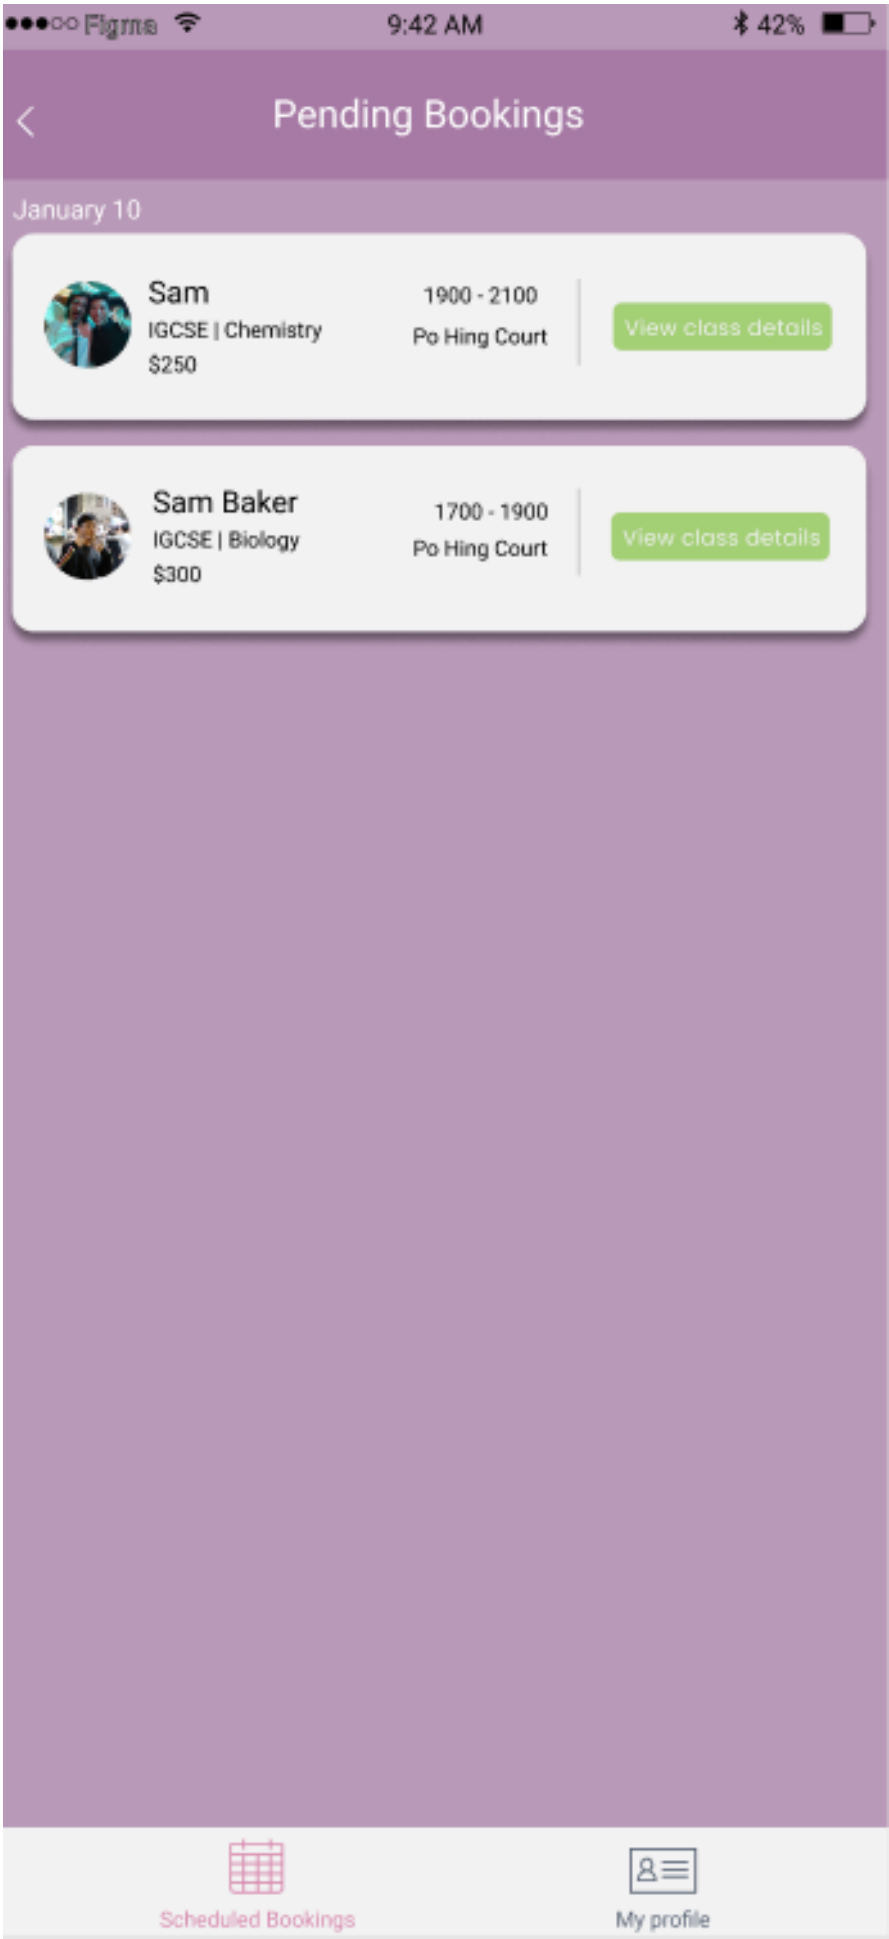 Figma 9:42 AM 42%
Pending Bookings
January 10
Sam
IGCSE | Chemistry
$250
1900 - 2100
Po Hing Court
View class details
Sam Baker
IGCSE | Biology
$300
1700 - 1900
Po Hing Court
View class details
Scheduled Bookings
My profile